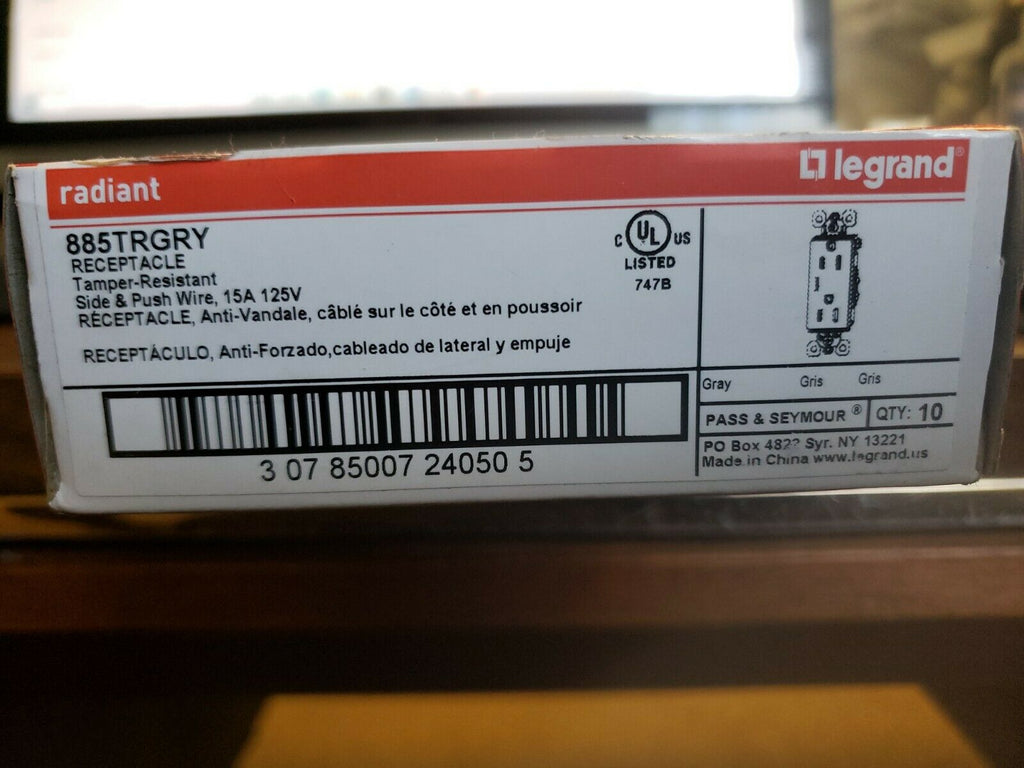 radiant
legrand®
885TRGRY
RECEPTACLE
Tamper-Resistant
Side & Push Wire, 15A 125V
RÉCEPTACLE, Anti-Vandale, câblé sur le côté et en poussoir
RECEPTÁCULO, Anti-Forzado,cableado de lateral y empuje
C UL US
LISTED
747B
3 07 85007 24050 5
Gray Gris Gris
PASS & SEYMOUR ®
QTY: 10
PO Box Syr. NY 13221
Made in China www.legrand.us